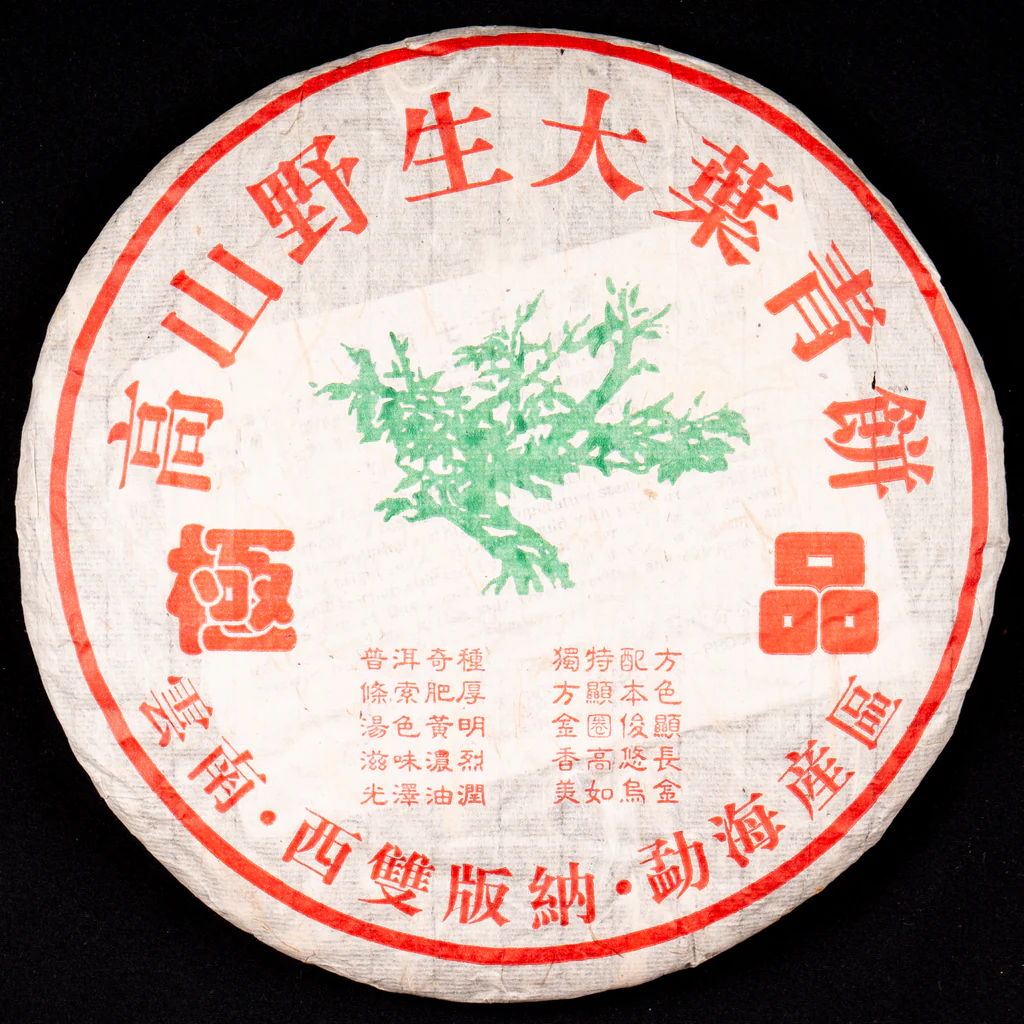 高山野生大葉青餅
極 品
普洱奇種 獨特配方
條索肥厚 方顯本色
湯色黃明 金圈俊顯
滋味濃烈 香高悠長
光澤油潤 美如烏金
雲南·西雙版納·勐海産區